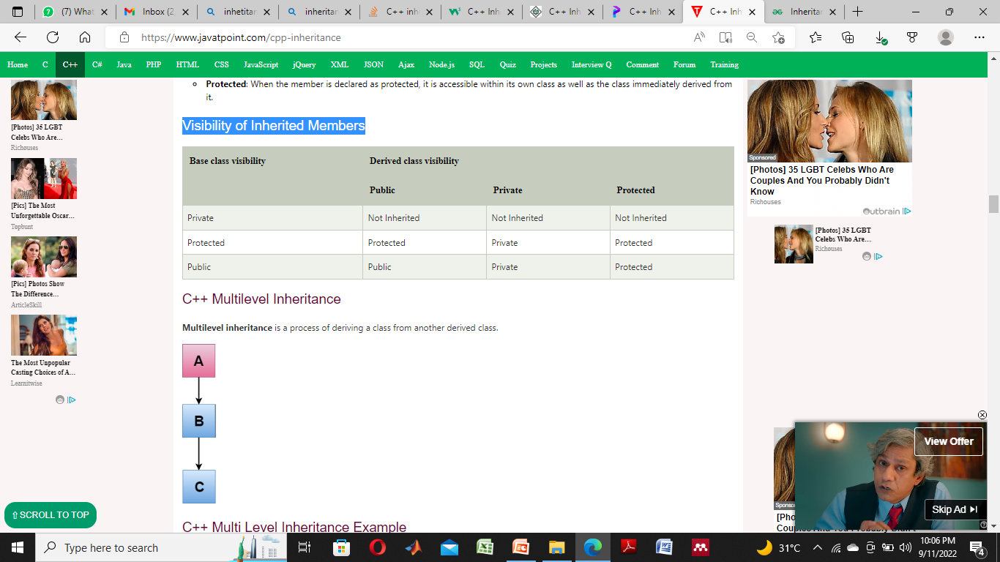 (7) What
Inbox (2
inhetitar
inheritar
C++ inh
C++ Inh
C++ Inh
C++ Inh
C++ Inh
Inheritar
https://www.javatpoint.com/cpp-inheritance
Home C C++ C# Java PHP HTML CSS JavaScript jQuery XML JSON Ajax Node.js SQL Quiz Projects Interview Q Comment Forum Training
[Photos] 35 LGBT
Celebs Who Are...
Richouses
[Pics] The Most
Unforgettable Oscar...
Topbunt
[Pics] Photos Show
The Difference...
ArticleSkill
The Most Unpopular
Casting Choices of A...
Learnitwise
⇧ SCROLL TO TOP
Protected: When the member is declared as protected, it is accessible within its own class as well as the class immediately derived from
it.
Visibility of Inherited Members
Base class visibility Derived class visibility
Public Private Protected
Private Not Inherited Not Inherited Not Inherited
Protected Protected Private Protected
Public Public Private Protected
C++ Multilevel Inheritance
Multilevel inheritance is a process of deriving a class from another derived class.
A
B
C
C++ Multi Level Inheritance Example
Sponsored
[Photos] 35 LGBT Celebs Who Are
Couples And You Probably Didn't
Know
Richouses
Outbrain
[Photos] 35 LGBT
Celebs Who Are...
Richouses
View Offer
Skip Ad
Type here to search
31°C
10:06 PM
9/11/2022
4